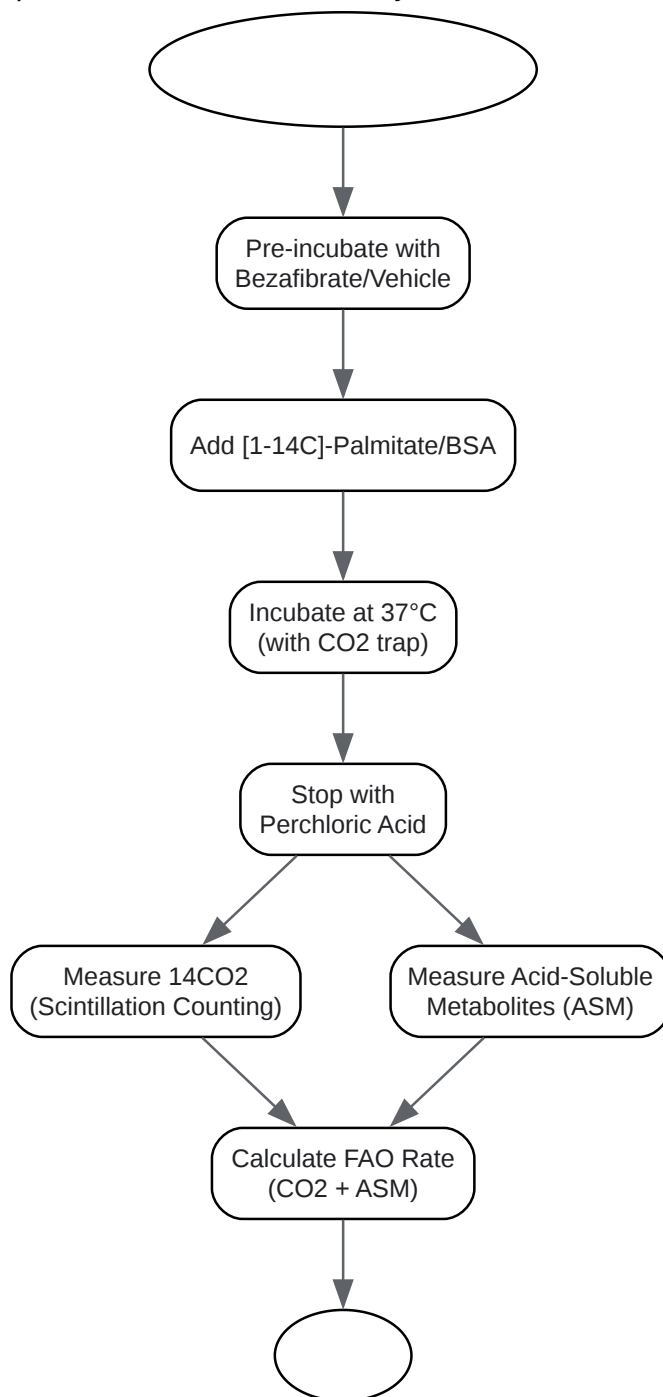 Pre-incubate with
Bezafibrate/Vehicle
Add [1-14C]-Palmitate/BSA
Incubate at 37°C
(with CO2 trap)
Stop with
Perchloric Acid
Measure 14CO2
(Scintillation Counting)
Measure Acid-Soluble
Metabolites (ASM)
Calculate FAO Rate
(CO2 + ASM)